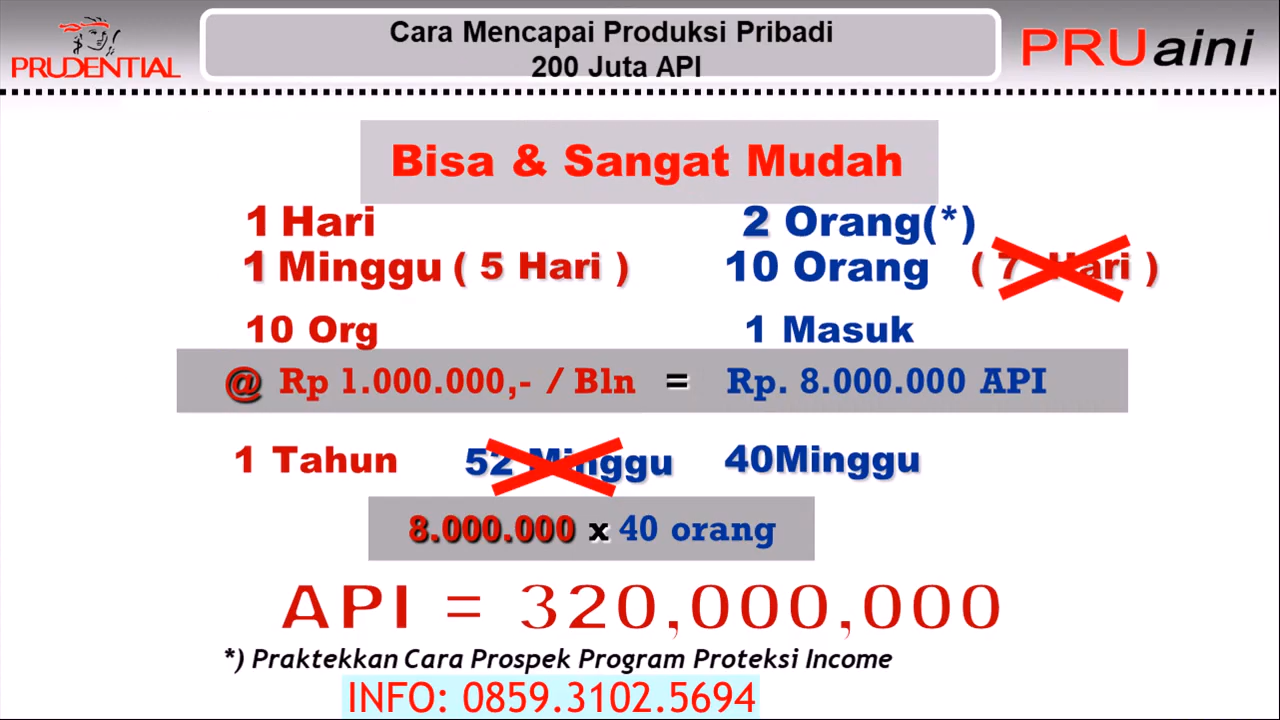 PRUDENTIAL
Cara Mencapai Produksi Pribadi
200 Juta API
PRUaini
Bisa & Sangat Mudah
1 Hari 2 Orang(*)
1 Minggu ( 5 Hari ) 10 Orang ( 7 Hari )
10 Org 1 Masuk
@ Rp 1.000.000,- / Bln = Rp. 8.000.000 API
1 Tahun 52 Minggu 40Minggu
8.000.000 x 40 orang
API = 320,000,000
*) Praktekkan Cara Prospek Program Proteksi Income
INFO: 0859.3102.5694